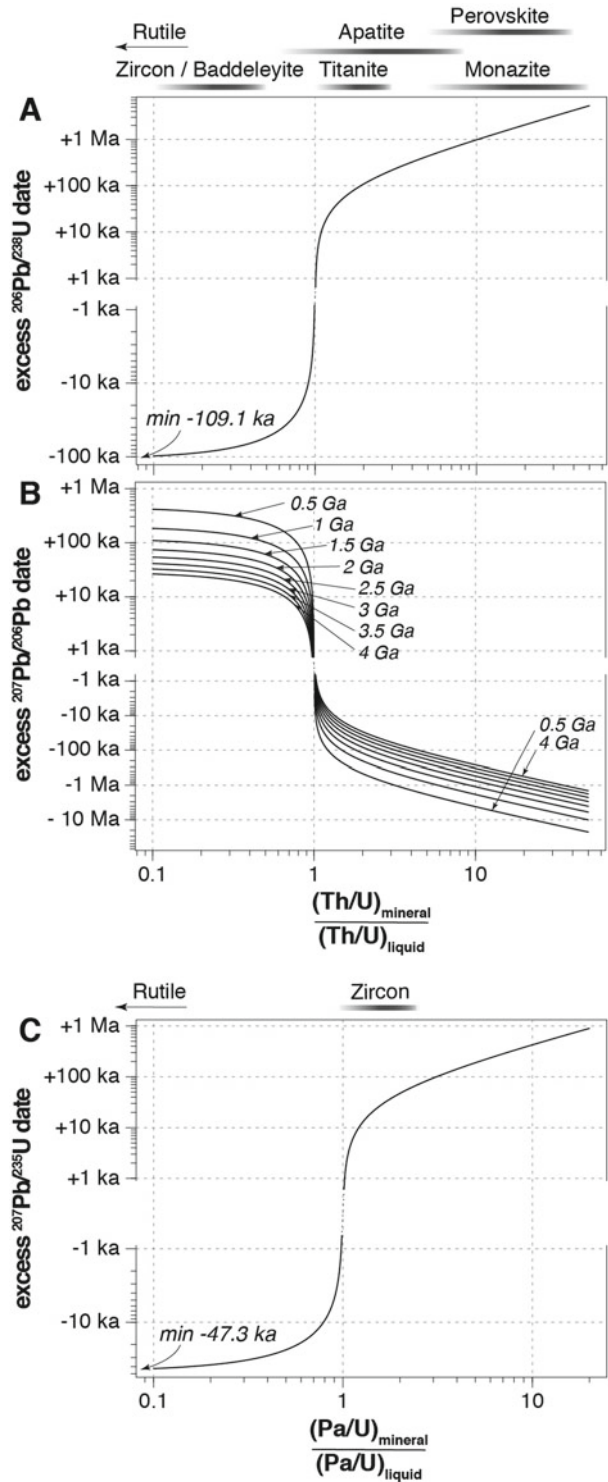 Perovskite
Rutile Apatite
Zircon / Baddeleyite Titanite Monazite
A
+1 Ma
+100 ka
+10 ka
+1 ka
-1 ka
-10 ka
-100 ka
excess ²⁰⁶Pb/²³⁸U date
min -109.1 ka
B
+1 Ma
+100 ka
+10 ka
+1 ka
-1 ka
-10 ka
-100 ka
-1 Ma
- 10 Ma
excess ²⁰⁷Pb/²⁰⁶Pb date
0.5 Ga
1 Ga
1.5 Ga
2 Ga
2.5 Ga
3 Ga
3.5 Ga
4 Ga
0.5 Ga
4 Ga
0.1 1 10
(Th/U)mineral
(Th/U)liquid
Rutile Zircon
C
+1 Ma
+100 ka
+10 ka
+1 ka
-1 ka
-10 ka
excess ²⁰⁷Pb/²³⁵U date
min -47.3 ka
0.1 1 10
(Pa/U)mineral
(Pa/U)liquid